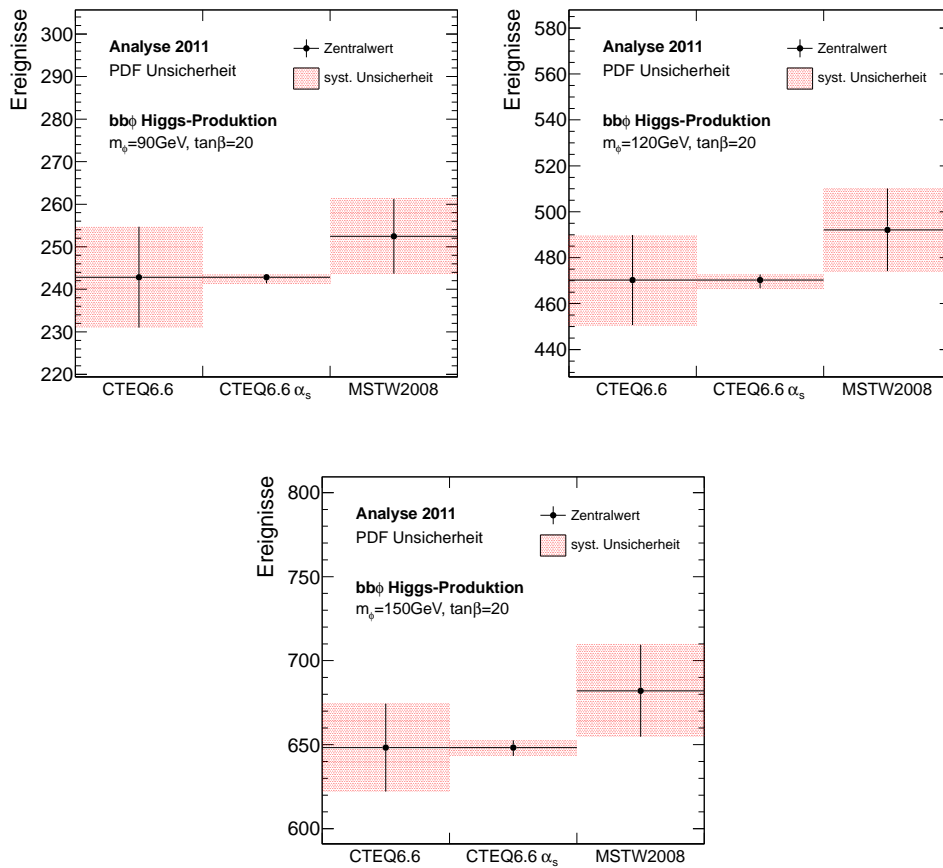 Ereignisse
300
290
280
270
260
250
240
230
220
Analyse 2011
PDF Unsicherheit
Zentralwert
syst. Unsicherheit
bbφ Higgs-Produktion
mφ=90GeV, tanβ=20
CTEQ6.6 CTEQ6.6 αs MSTW2008
Ereignisse
580
560
540
520
500
480
460
440
Analyse 2011
PDF Unsicherheit
Zentralwert
syst. Unsicherheit
bbφ Higgs-Produktion
mφ=120GeV, tanβ=20
CTEQ6.6 CTEQ6.6 αs MSTW2008
Ereignisse
800
750
700
650
600
Analyse 2011
PDF Unsicherheit
Zentralwert
syst. Unsicherheit
bbφ Higgs-Produktion
mφ=150GeV, tanβ=20
CTEQ6.6 CTEQ6.6 αs MSTW2008